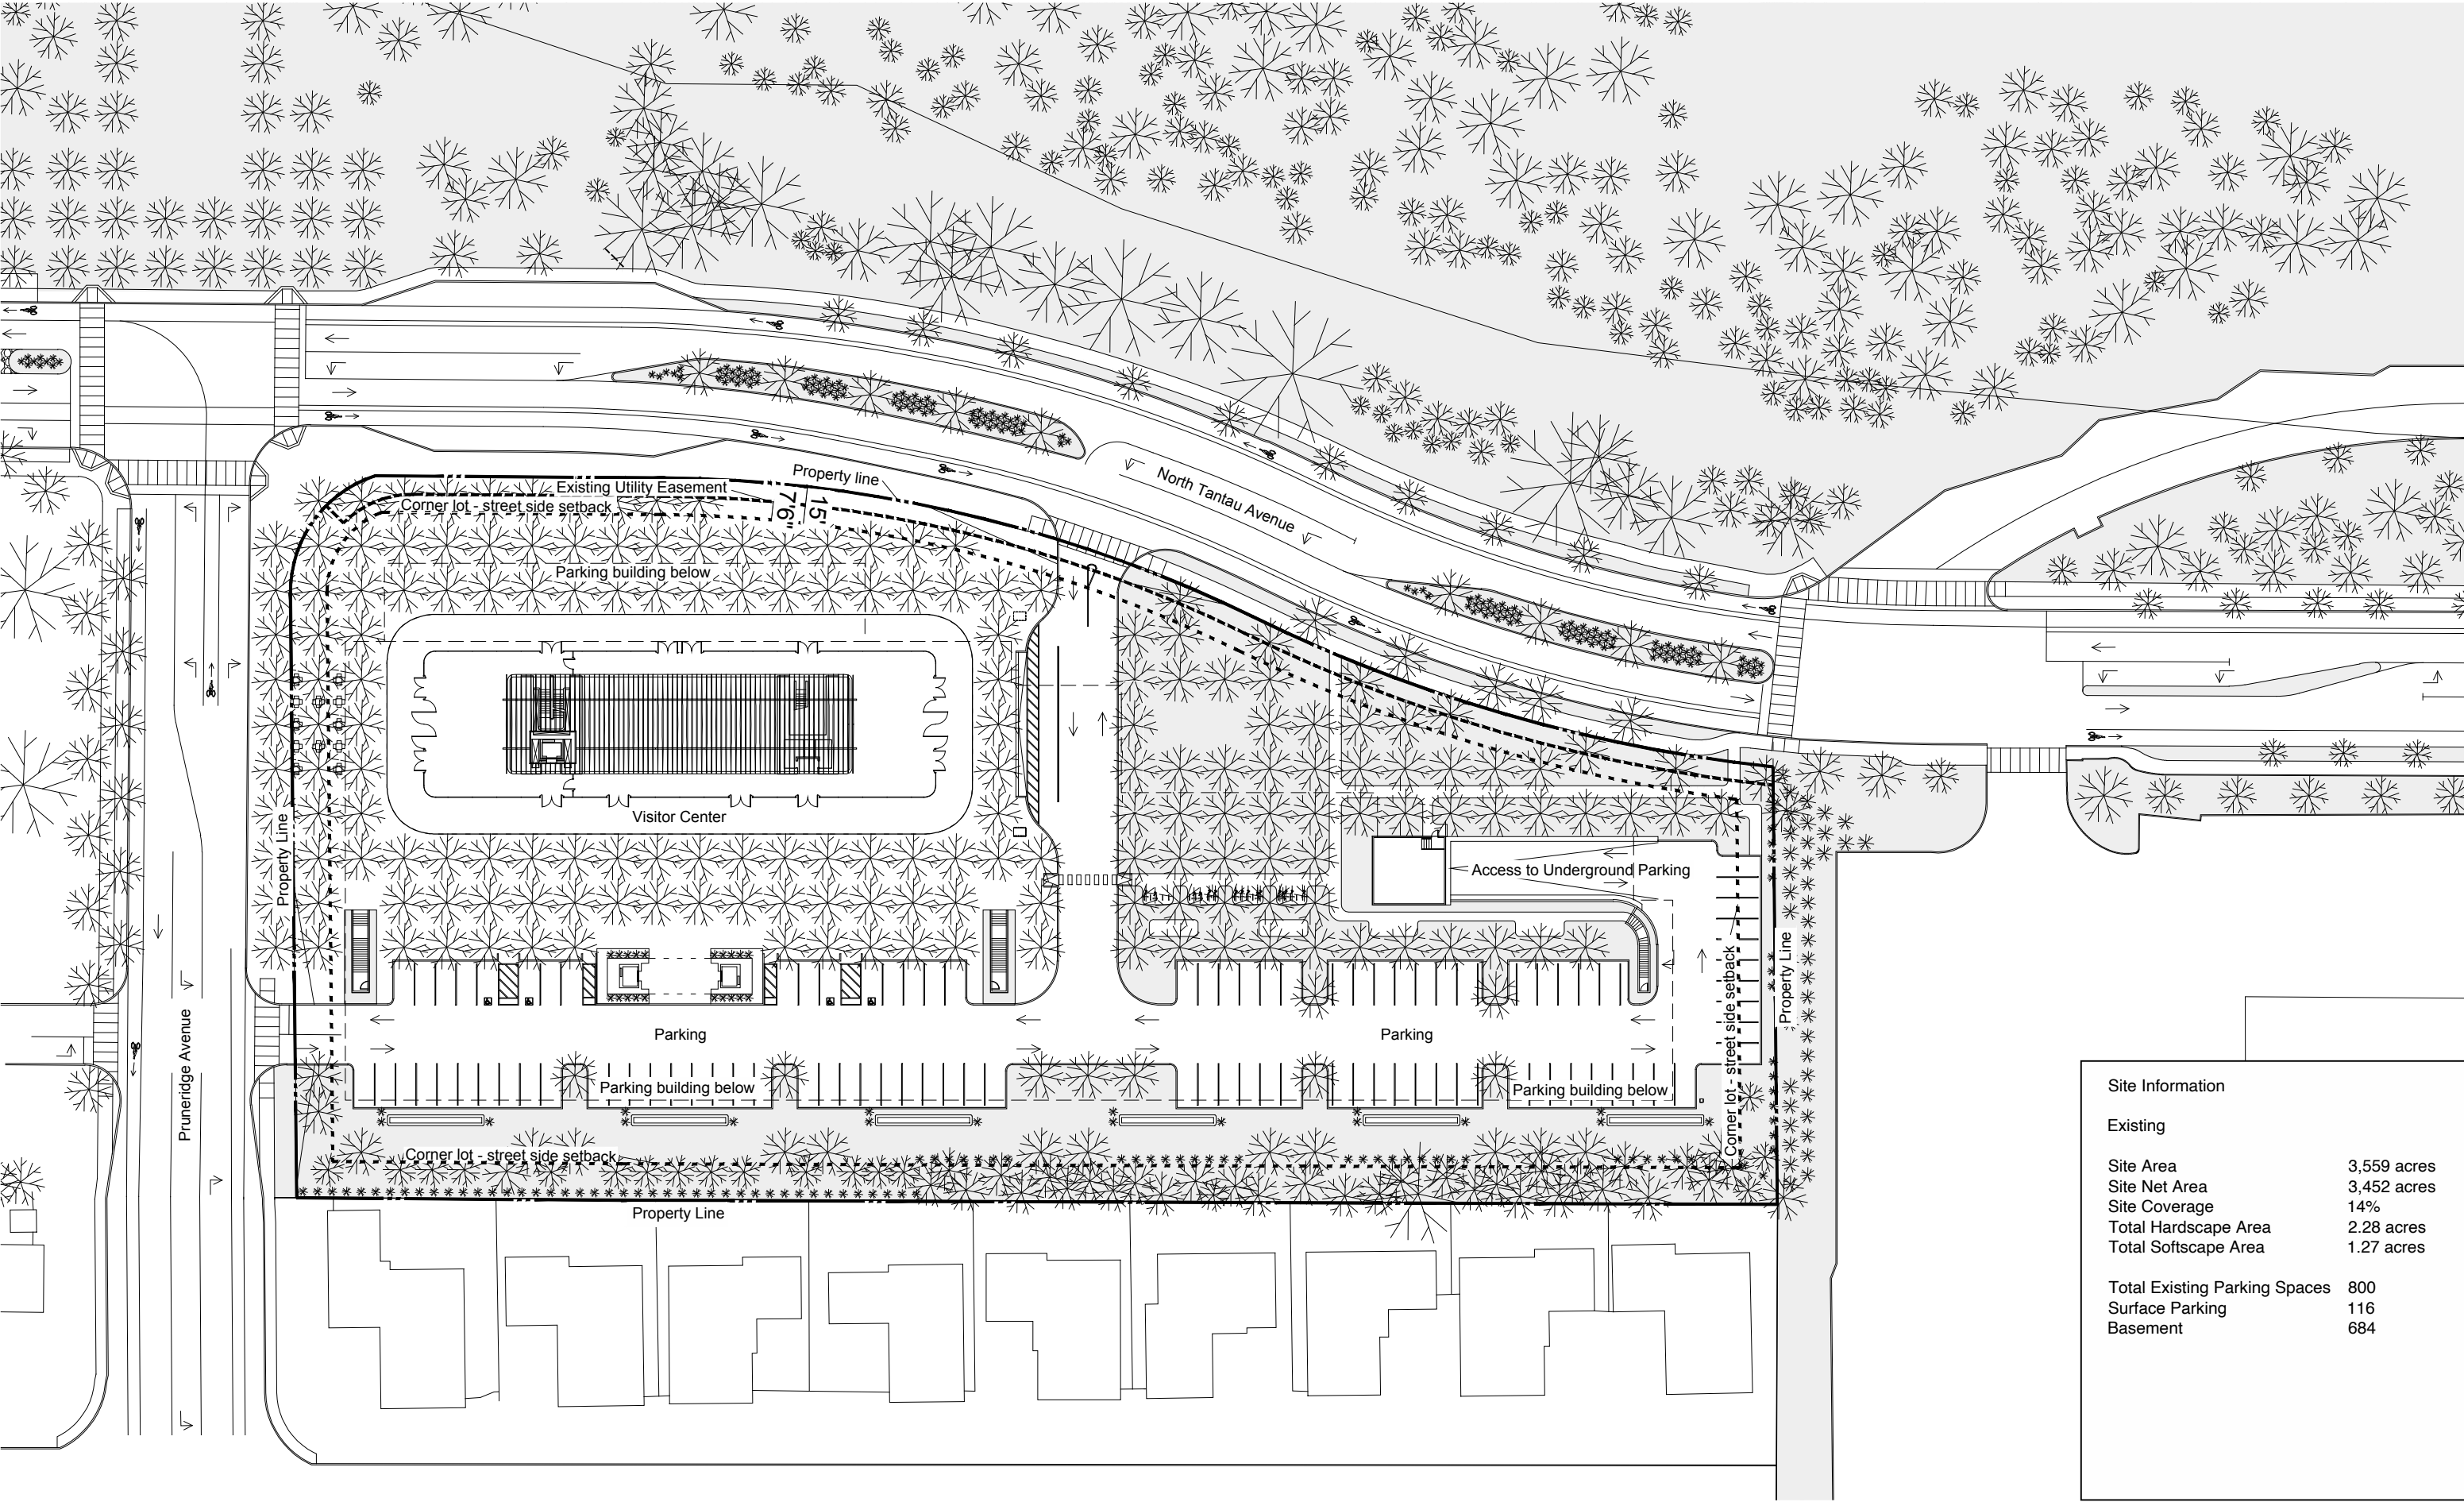 Property line
Existing Utility Easement
Corner lot - street side setback
7'6"
15'
North Tantau Avenue
Parking building below
Visitor Center
Property Line
Access to Underground Parking
Property Line
Corner lot - street side setback
Pruneridge Avenue
Parking
Parking
Parking building below
Parking building below
Corner lot - street side setback
Property Line
Site Information
Existing
Site Area 3,559 acres
Site Net Area 3,452 acres
Site Coverage 14%
Total Hardscape Area 2.28 acres
Total Softscape Area 1.27 acres
Total Existing Parking Spaces 800
Surface Parking 116
Basement 684